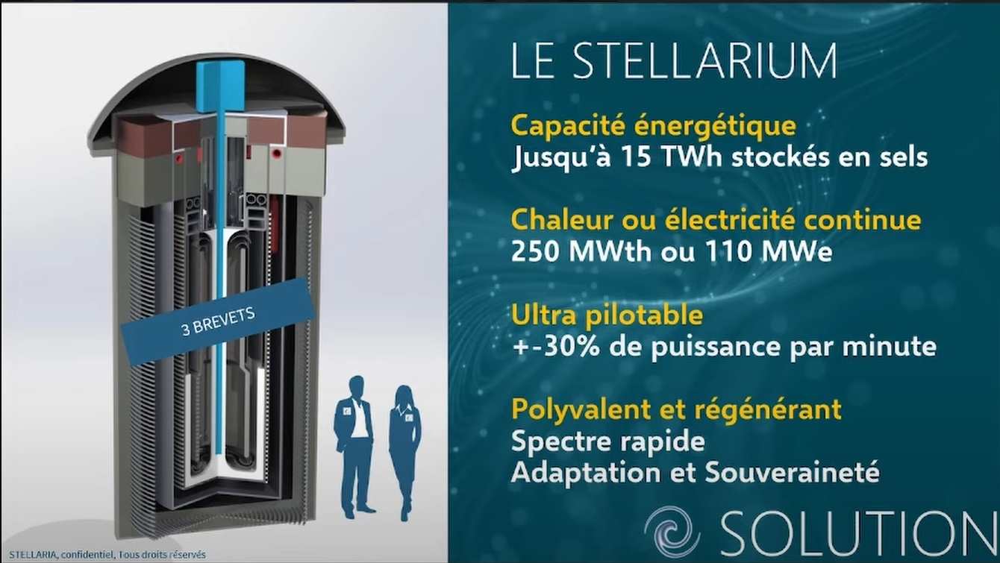 LE STELLARIUM
Capacité énergétique
Jusqu'à 15 TWh stockés en sels
Chaleur ou électricité continue
250 MWth ou 110 MWe
Ultra pilotable
+-30% de puissance par minute
Polyvalent et régénérant
Spectre rapide
Adaptation et Souveraineté
SOLUTION
3 BREVETS
STELLARIA, confidentiel, Tous droits réservés